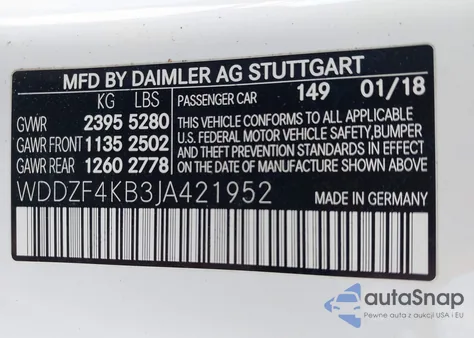 MFD BY DAIMLER AG STUTTGART
KG LBS
PASSENGER CAR 149 01/18
GVWR 2395 5280
GAWR FRONT 1135 2502
GAWR REAR 1260 2778
THIS VEHICLE CONFORMS TO ALL APPLICABLE
U.S. FEDERAL MOTOR VEHICLE SAFETY,BUMPER
AND THEFT PREVENTION STANDARDS IN EFFECT
ON THE DATE OF MANUFACTURE SHOWN ABOVE.
WDDZF4KB3JA421952
MADE IN GERMANY
autoSnap
Pewne auta z aukcji USA i EU